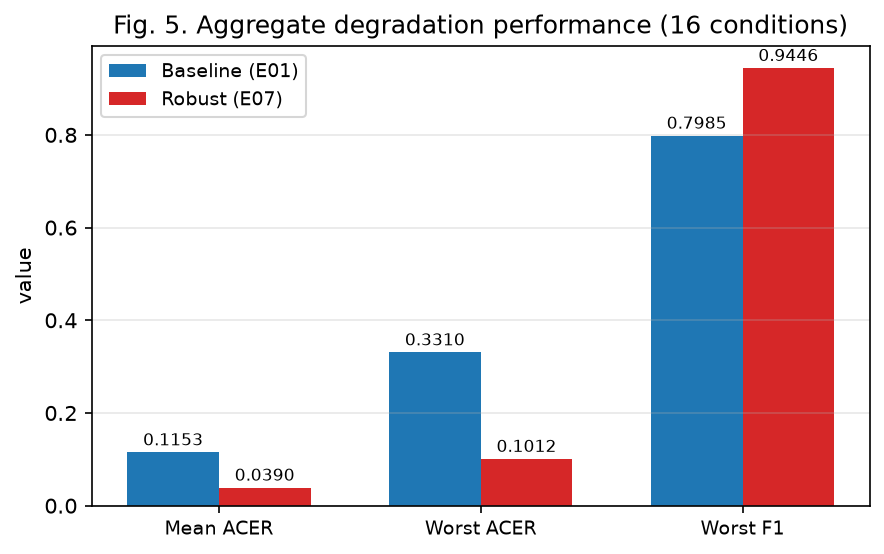 Fig. 5. Aggregate degradation performance (16 conditions)
Baseline (E01)
Robust (E07)
value
0.8
0.6
0.4
0.2
0.0
0.1153
0.0390
0.3310
0.1012
0.7985
0.9446
Mean ACER
Worst ACER
Worst F1